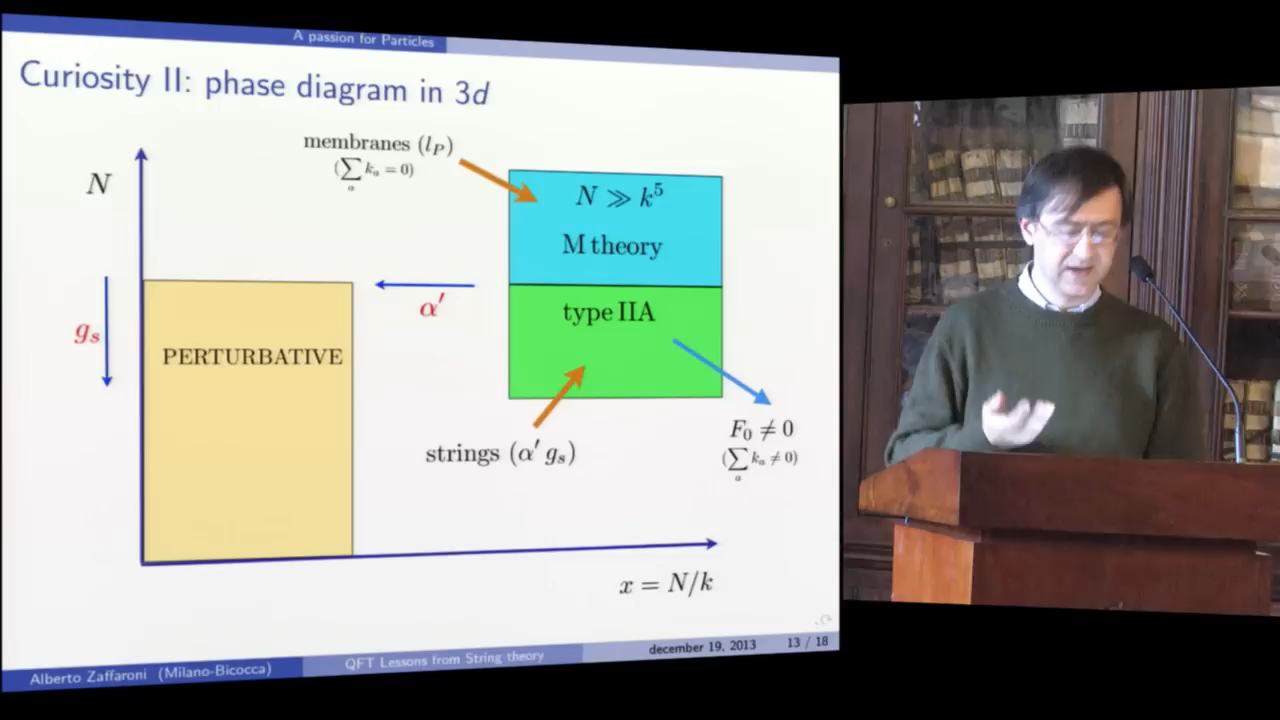 A passion for Particles
Curiosity II: phase diagram in 3d
membranes (l_P)
(∑_a k_a = 0)
N
N ≫ k⁵
M theory
α′
type IIA
g_s
PERTURBATIVE
F₀ ≠ 0
strings (α′ g_s)
(∑_a k_a ≠ 0)
x = N/k
Alberto Zaffaroni (Milano-Bicocca)
QFT Lessons from String theory
december 19, 2013
13 / 18